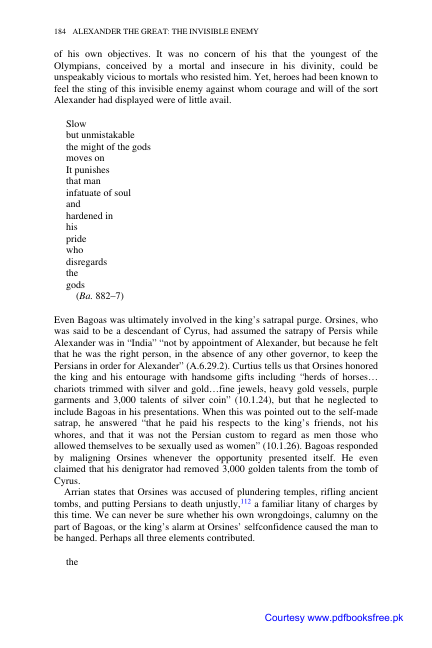 184 ALEXANDER THE GREAT: THE INVISIBLE ENEMY
of his own objectives. It was no concern of his that the youngest of the
Olympians, conceived by a mortal and insecure in his divinity, could be
unspeakably vicious to mortals who resisted him. Yet, heroes had been known to
feel the sting of this invisible enemy against whom courage and will of the sort
Alexander had displayed were of little avail.
Slow
but unmistakable
the might of the gods
moves on
It punishes
that man
infatuate of soul
and
hardened in
his
pride
who
disregards
the
gods
(Ba. 882–7)
Even Bagoas was ultimately involved in the king's satrapal purge. Orsines, who
was said to be a descendant of Cyrus, had assumed the satrapy of Persis while
Alexander was in “India” “not by appointment of Alexander, but because he felt
that he was the right person, in the absence of any other governor, to keep the
Persians in order for Alexander” (A.6.29.2). Curtius tells us that Orsines honored
the king and his entourage with handsome gifts including “herds of horses…
chariots trimmed with silver and gold…fine jewels, heavy gold vessels, purple
garments and 3,000 talents of silver coin” (10.1.24), but that he neglected to
include Bagoas in his presentations. When this was pointed out to the self-made
satrap, he answered “that he paid his respects to the king's friends, not his
whores, and that it was not the Persian custom to regard as men those who
allowed themselves to be sexually used as women” (10.1.26). Bagoas responded
by maligning Orsines whenever the opportunity presented itself. He even
claimed that his denigrator had removed 3,000 golden talents from the tomb of
Cyrus.
Arrian states that Orsines was accused of plundering temples, rifling ancient
tombs, and putting Persians to death unjustly,112 a familiar litany of charges by
this time. We can never be sure whether his own wrongdoings, calumny on the
part of Bagoas, or the king's alarm at Orsines' selfconfidence caused the man to
be hanged. Perhaps all three elements contributed.
the
Courtesy www.pdfbooksfree.pk